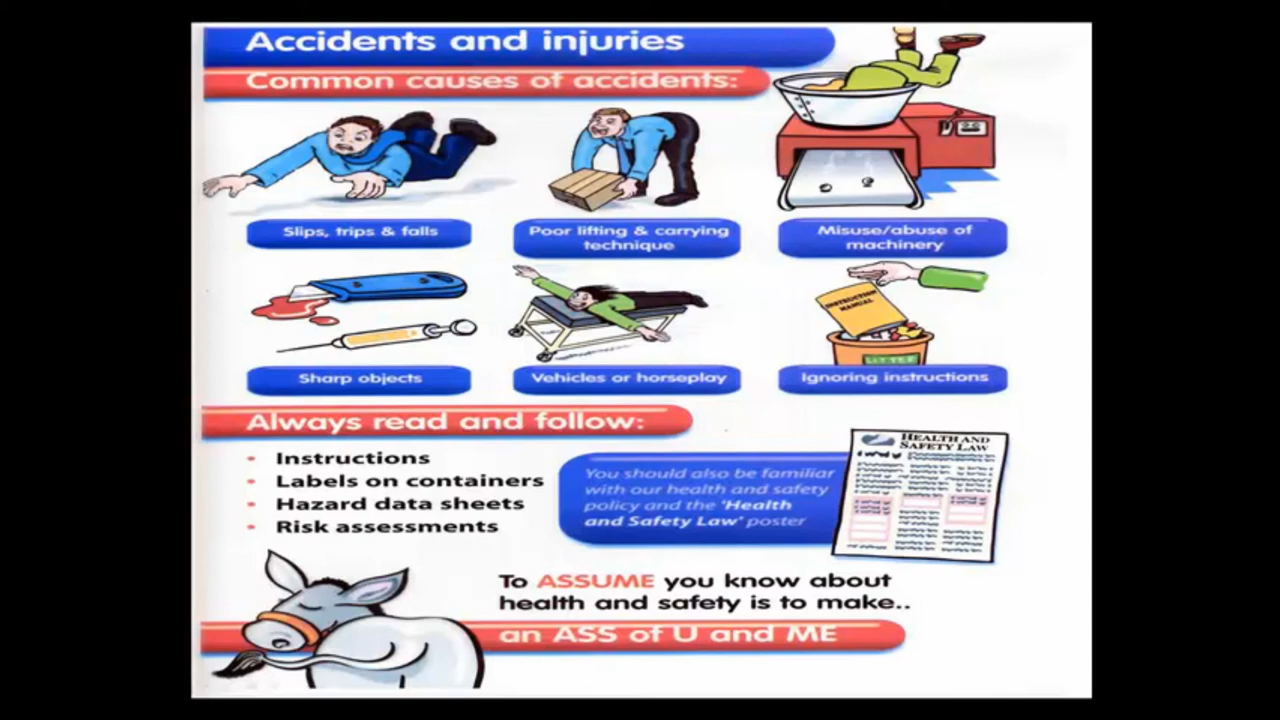 Accidents and injuries
Common causes of accidents:
Slips, trips & falls
Poor lifting & carrying
technique
Misuse/abuse of
machinery
INSTRUCTION
MANUAL
LITTER
Sharp objects
Vehicles or horseplay
Ignoring instructions
Always read and follow:
• Instructions
• Labels on containers
• Hazard data sheets
• Risk assessments
You should also be familiar
with our health and safety
policy and the 'Health
and Safety Law' poster
HEALTH AND
SAFETY LAW
To ASSUME you know about
health and safety is to make..
an ASS of U and ME